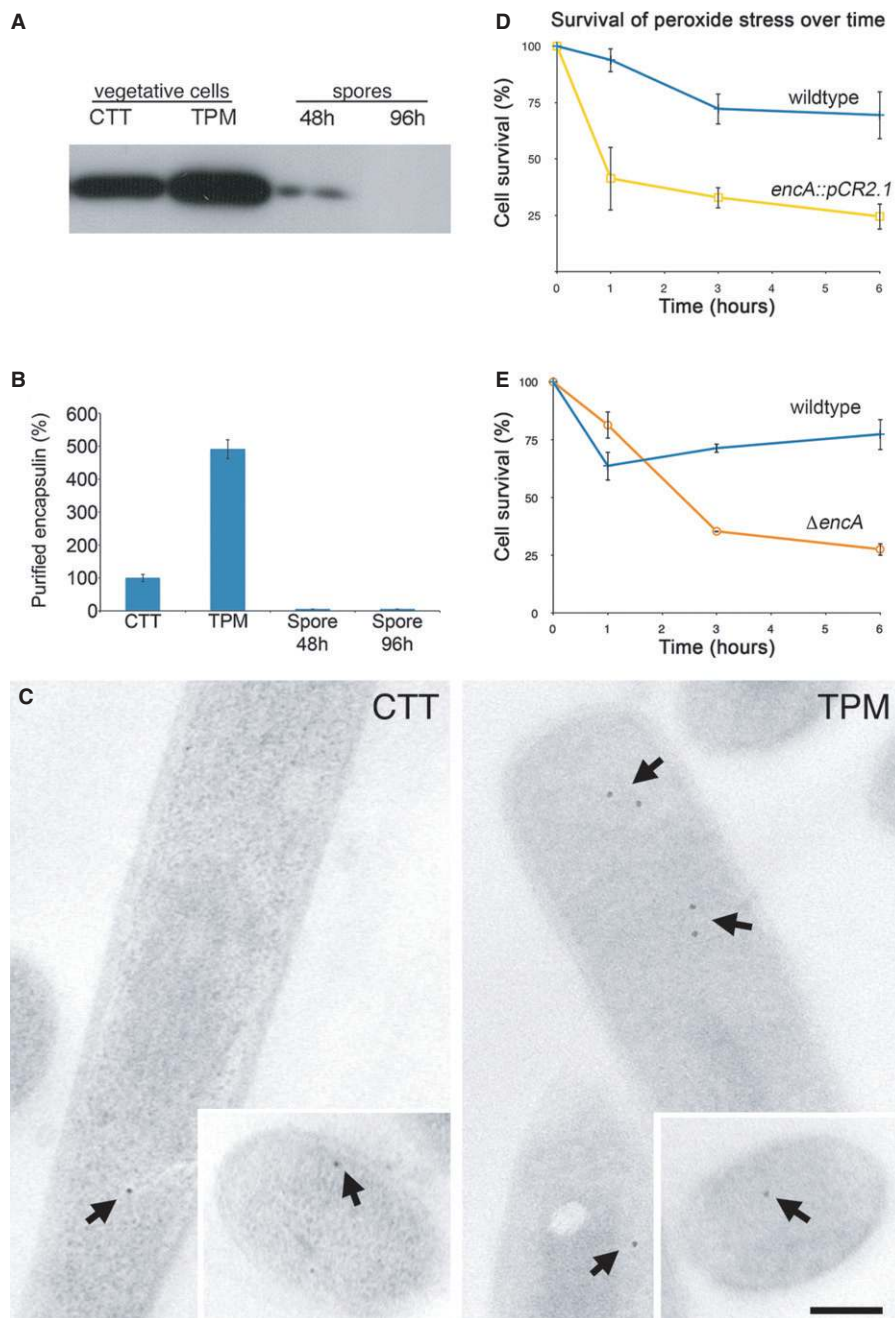 A
vegetative cells
spores
CTT TPM 48h 96h
B
Purified encapsulin (%)
600
500
400
300
200
100
0
CTT TPM Spore 48h Spore 96h
C
CTT
TPM
D
Survival of peroxide stress over time
Cell survival (%)
100
75
50
25
wildtype
encA::pCR2.1
0 1 2 3 4 5 6
Time (hours)
E
Cell survival (%)
100
75
50
25
0
wildtype
ΔencA
0 1 2 3 4 5 6
Time (hours)